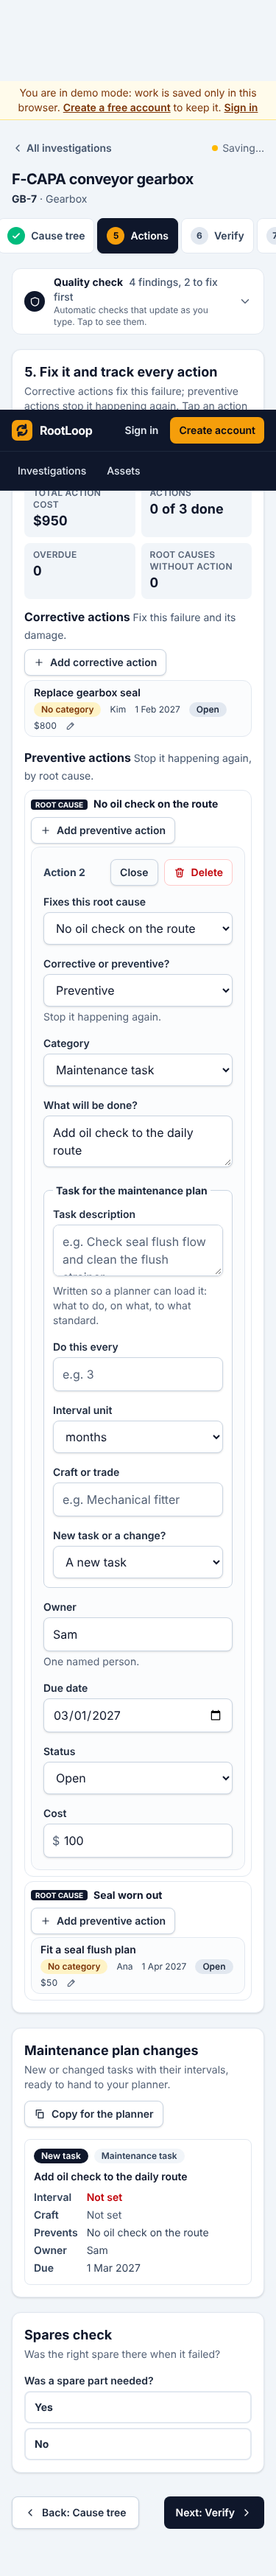 You are in demo mode: work is saved only in this
browser. Create a free account to keep it. Sign in
All investigations
Saving...
F-CAPA conveyor gearbox
GB-7 · Gearbox
Cause tree
5 Actions
6 Verify
7
Quality check 4 findings, 2 to fix
first
Automatic checks that update as you
type. Tap to see them.
5. Fix it and track every action
Corrective actions fix this failure; preventive
actions stop it happening again. Tap an action
RootLoop
Sign in
Create account
Investigations
Assets
TOTAL ACTION
COST
$950
ACTIONS
0 of 3 done
OVERDUE
0
ROOT CAUSES
WITHOUT ACTION
0
Corrective actions Fix this failure and its
damage.
Add corrective action
Replace gearbox seal
No category Kim 1 Feb 2027 Open
$800
Preventive actions Stop it happening again,
by root cause.
ROOT CAUSE No oil check on the route
Add preventive action
Action 2
Close
Delete
Fixes this root cause
No oil check on the route
Corrective or preventive?
Preventive
Stop it happening again.
Category
Maintenance task
What will be done?
Add oil check to the daily
route
Task for the maintenance plan
Task description
e.g. Check seal flush flow
and clean the flush
Written so a planner can load it:
what to do, on what, to what
standard.
Do this every
e.g. 3
Interval unit
months
Craft or trade
e.g. Mechanical fitter
New task or a change?
A new task
Owner
Sam
One named person.
Due date
03/01/2027
Status
Open
Cost
$ 100
ROOT CAUSE Seal worn out
Add preventive action
Fit a seal flush plan
No category Ana 1 Apr 2027 Open
$50
Maintenance plan changes
New or changed tasks with their intervals,
ready to hand to your planner.
Copy for the planner
New task Maintenance task
Add oil check to the daily route
Interval Not set
Craft Not set
Prevents No oil check on the route
Owner Sam
Due 1 Mar 2027
Spares check
Was the right spare there when it failed?
Was a spare part needed?
Yes
No
Back: Cause tree
Next: Verify